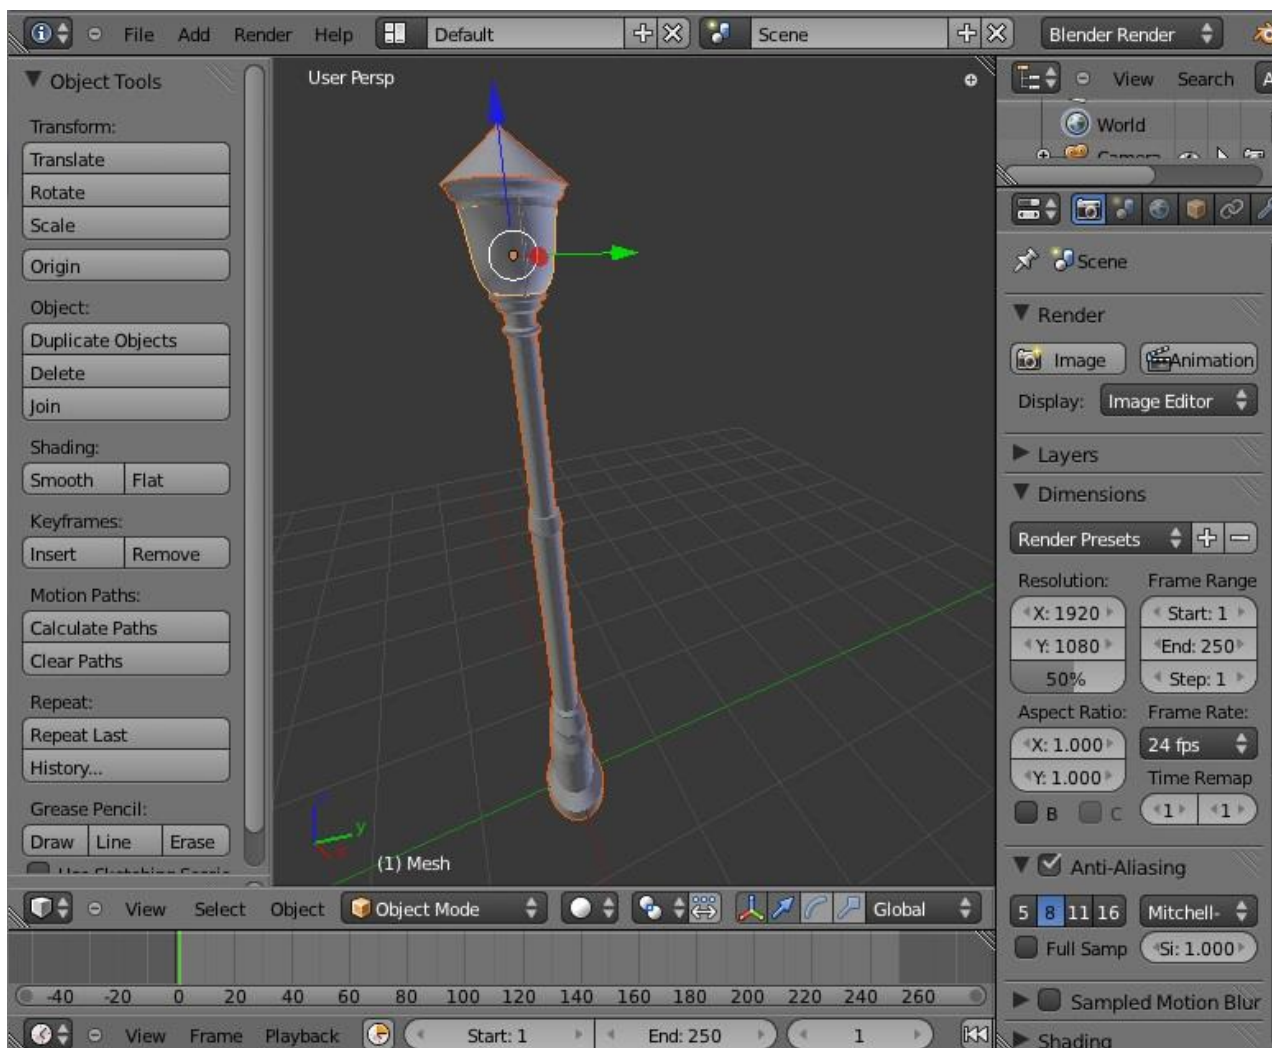 File Add Render Help Default Scene Blender Render
Object Tools
Transform:
Translate
Rotate
Scale
Origin
Object:
Duplicate Objects
Delete
Join
Shading:
Smooth Flat
Keyframes:
Insert Remove
Motion Paths:
Calculate Paths
Clear Paths
Repeat:
Repeat Last
History...
Grease Pencil:
Draw Line Erase
User Persp
z
y
x
(1) Mesh
View Select Object Object Mode Global
-40 -20 0 20 40 60 80 100 120 140 160 180 200 220 240 260
View Frame Playback Start: 1 End: 250 1
View Search A
World
Camera
Scene
Render
Image Animation
Display: Image Editor
Layers
Dimensions
Render Presets
Resolution: Frame Range
X: 1920 Start: 1
Y: 1080 End: 250
50% Step: 1
Aspect Ratio: Frame Rate:
X: 1.000 24 fps
Y: 1.000 Time Remap
B C 1 1
Anti-Aliasing
5 8 11 16 Mitchell-
Full Samp Si: 1.000
Sampled Motion Blur
Shading